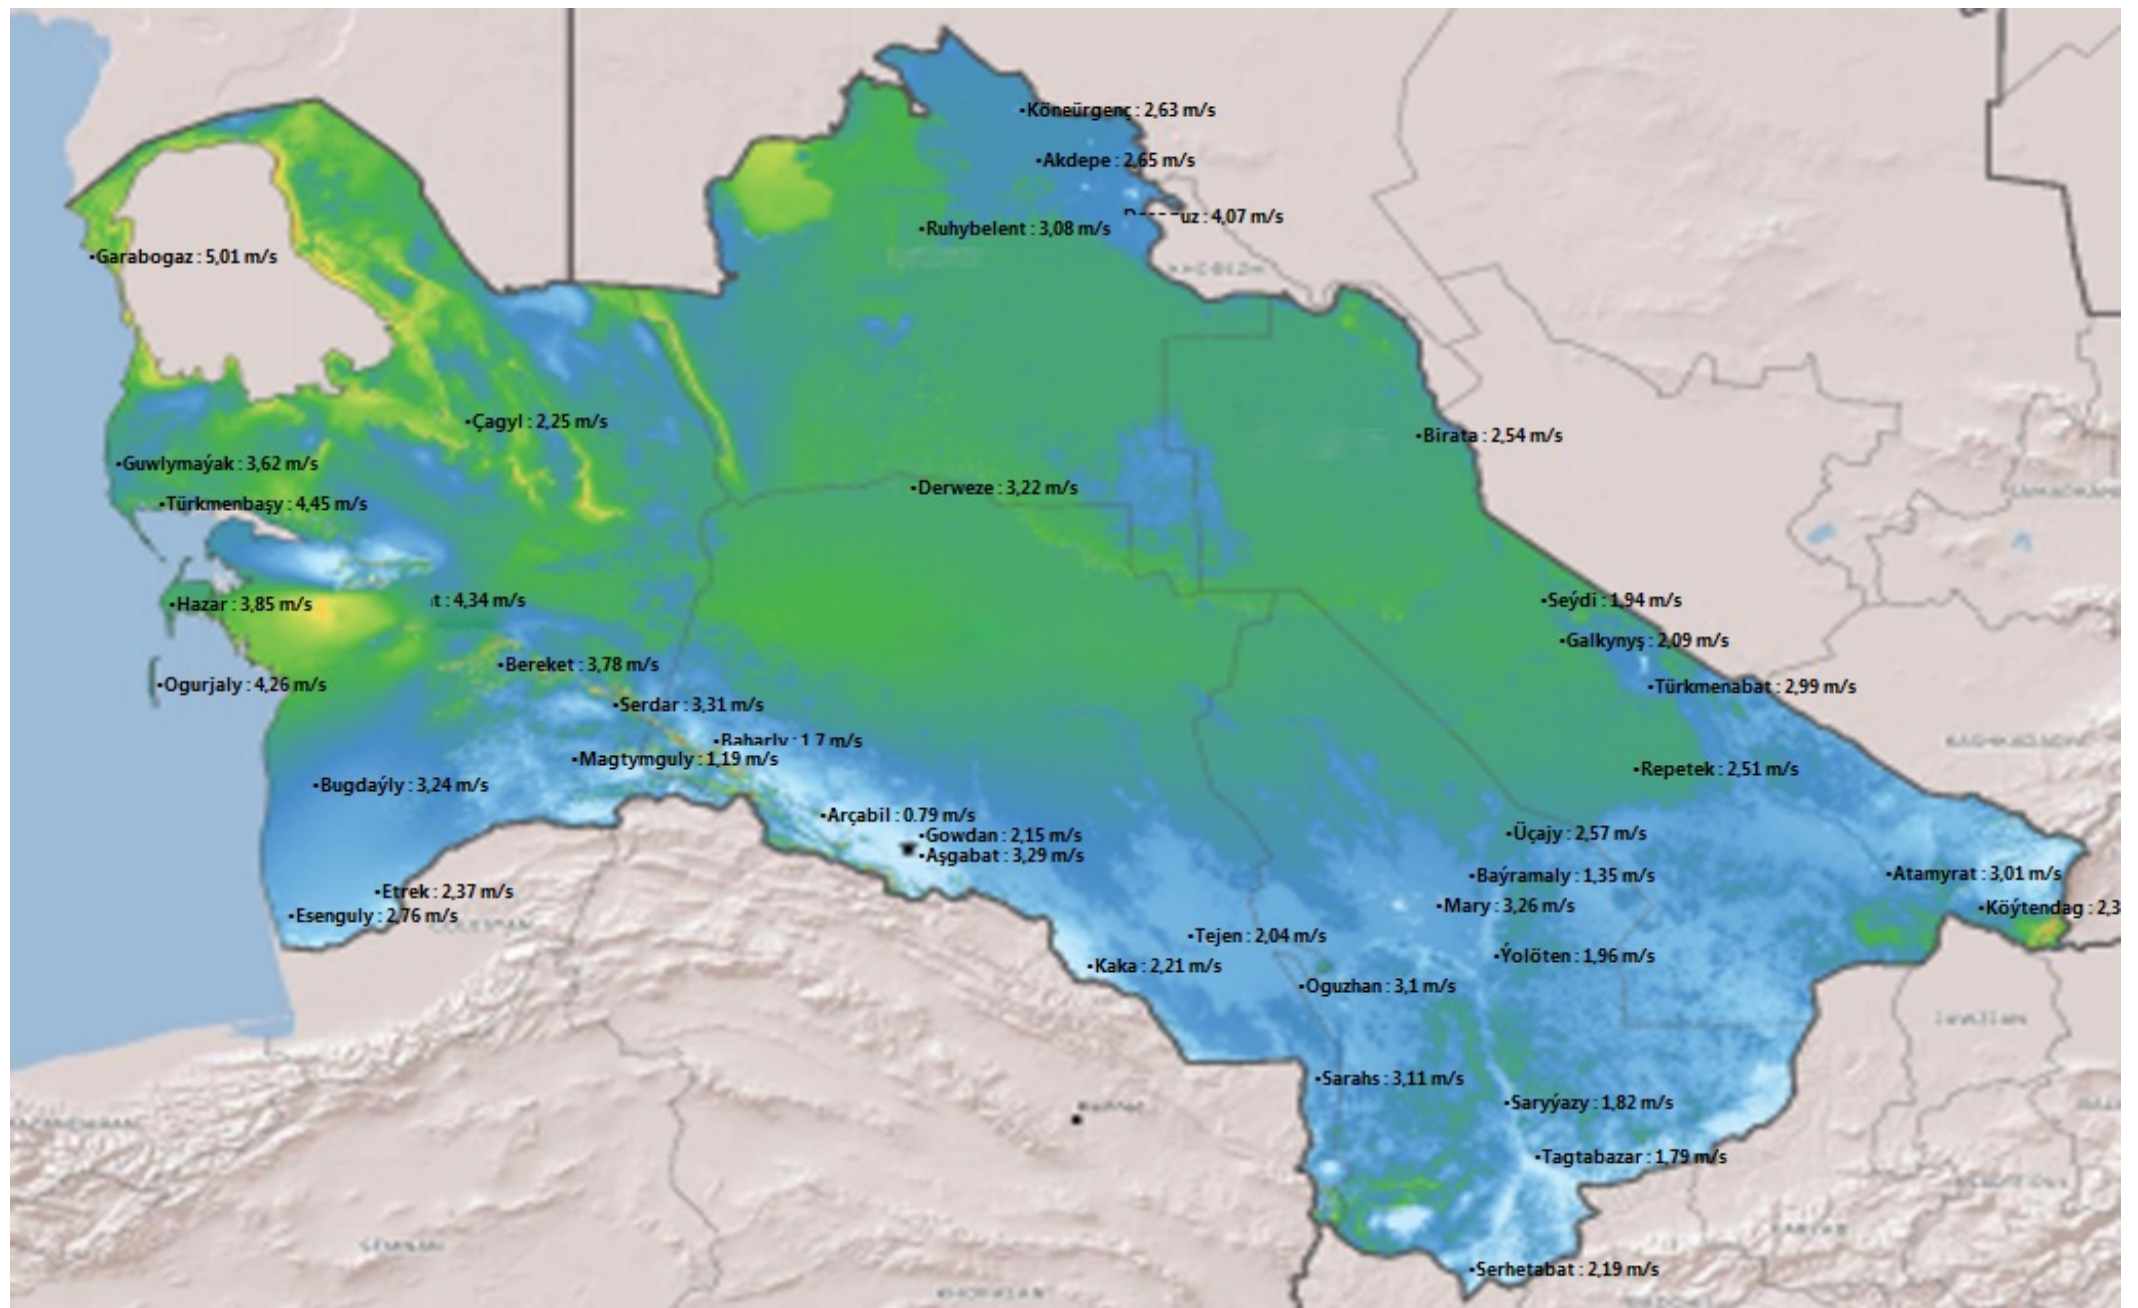 •Köneürgenç : 2,63 m/s
•Akdepe : 2,65 m/s
uz : 4,07 m/s
•Ruhybelent : 3,08 m/s
•Garabogaz : 5,01 m/s
•Çagyl : 2,25 m/s
•Birata : 2,54 m/s
•Guwlymaýak : 3,62 m/s
•Derweze : 3,22 m/s
•Türkmenbaşy : 4,45 m/s
•Hazar : 3,85 m/s
t : 4,34 m/s
•Seýdi : 1,94 m/s
•Galkynyş : 2,09 m/s
•Bereket : 3,78 m/s
•Ogurjaly : 4,26 m/s
•Türkmenabat : 2,99 m/s
•Serdar : 3,31 m/s
•Baharly : 1,7 m/s
•Magtymguly : 1,19 m/s
•Repetek : 2,51 m/s
•Bugdaýly : 3,24 m/s
•Arçabil : 0.79 m/s
•Gowdan : 2,15 m/s
•Üçajy : 2,57 m/s
•Aşgabat : 3,29 m/s
•Baýramaly : 1,35 m/s
•Atamyrat : 3,01 m/s
•Etrek : 2,37 m/s
•Mary : 3,26 m/s
•Köýtendag : 2,3
•Esenguly : 2,76 m/s
•Tejen : 2,04 m/s
•Ýolöten : 1,96 m/s
•Kaka : 2,21 m/s
•Oguzhan : 3,1 m/s
•Sarahs : 3,11 m/s
•Saryýazy : 1,82 m/s
•Tagtabazar : 1,79 m/s
•Serhetabat : 2,19 m/s